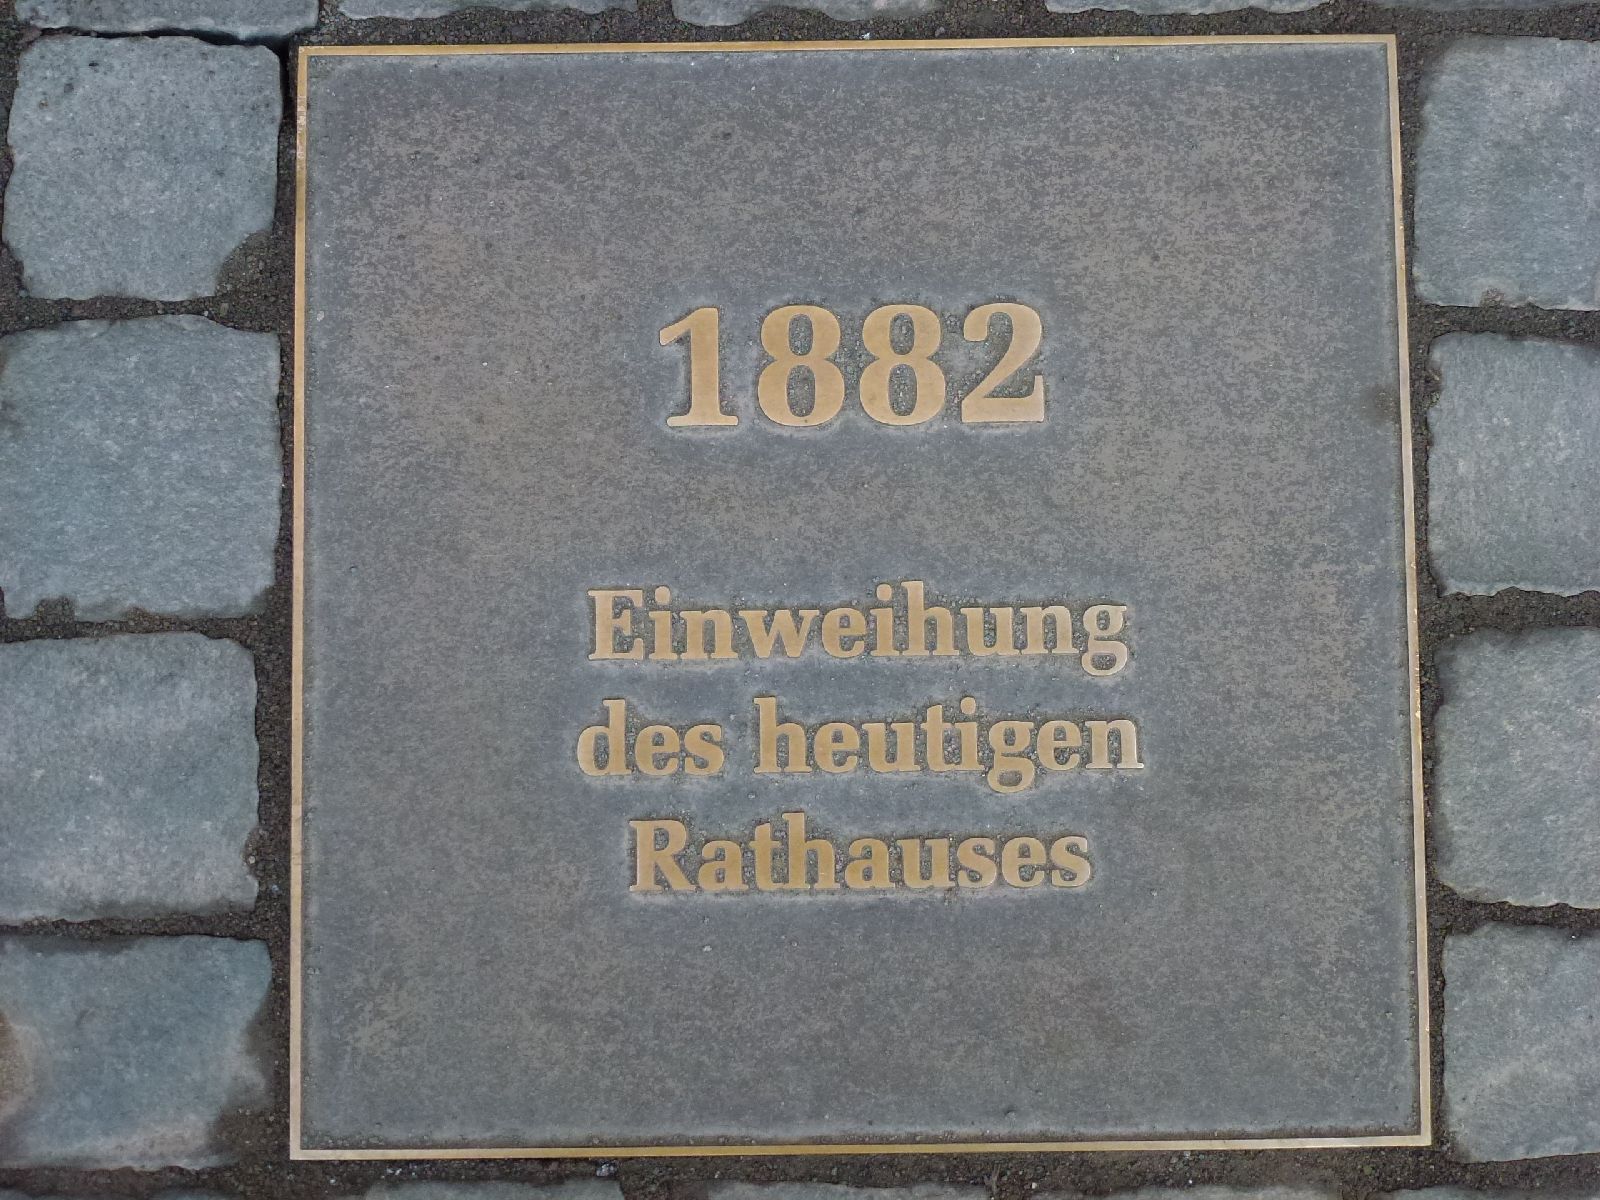 1882
Einweihung
des heutigen
Rathauses